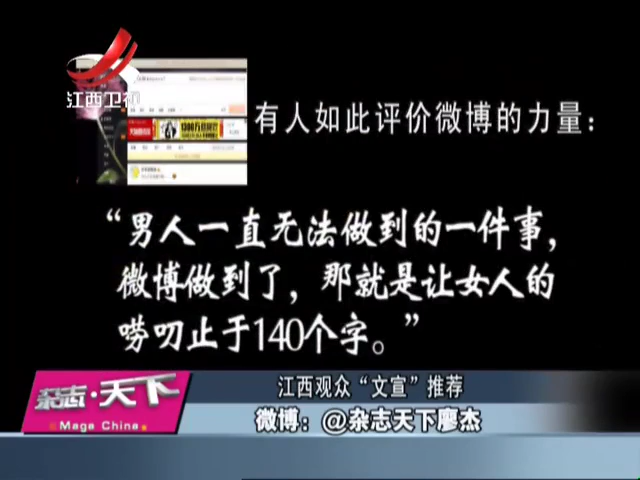 江西卫视
有人如此评价微博的力量：
“男人一直无法做到的一件事，
微博做到了，那就是让女人的
唠叨止于140个字。”
江西观众“文宣”推荐
杂志·天下
Maga China
微博：@杂志天下廖杰